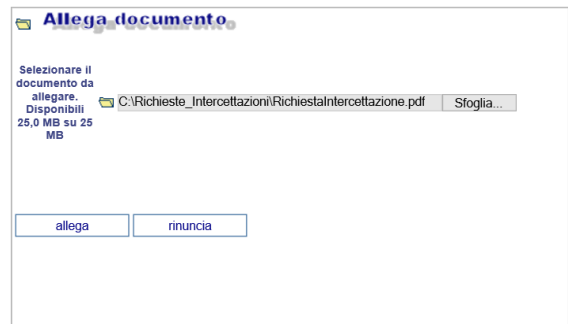 Allega documento
Selezionare il
documento da
allegare.
Disponibili
25,0 MB su 25
MB
C:\Richieste_Intercettazioni\RichiestaIntercettazione.pdf
Sfoglia...
allega
rinuncia